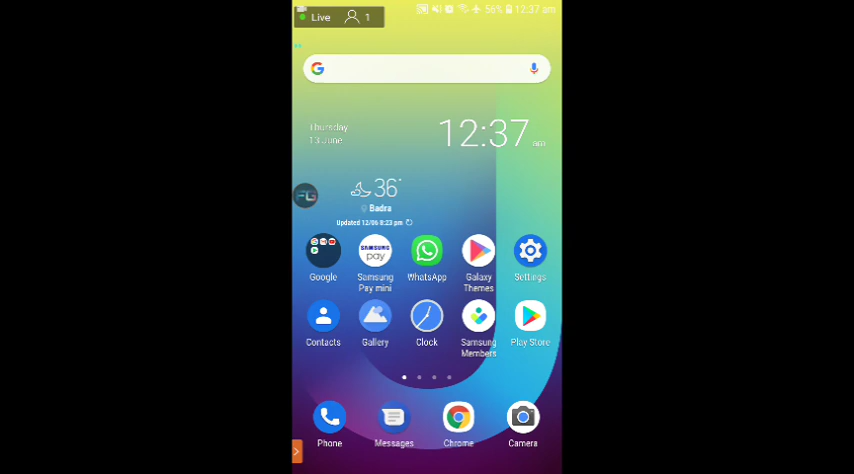 Live 1
56% 12:37 am
Thursday
13 June
12:37 am
36°
Badra
Updated 12/06 8:23 pm
SAMSUNG
pay
Google
Samsung
Pay mini
WhatsApp
Galaxy
Themes
Settings
Contacts
Gallery
Clock
Samsung
Members
Play Store
Phone
Messages
Chrome
Camera